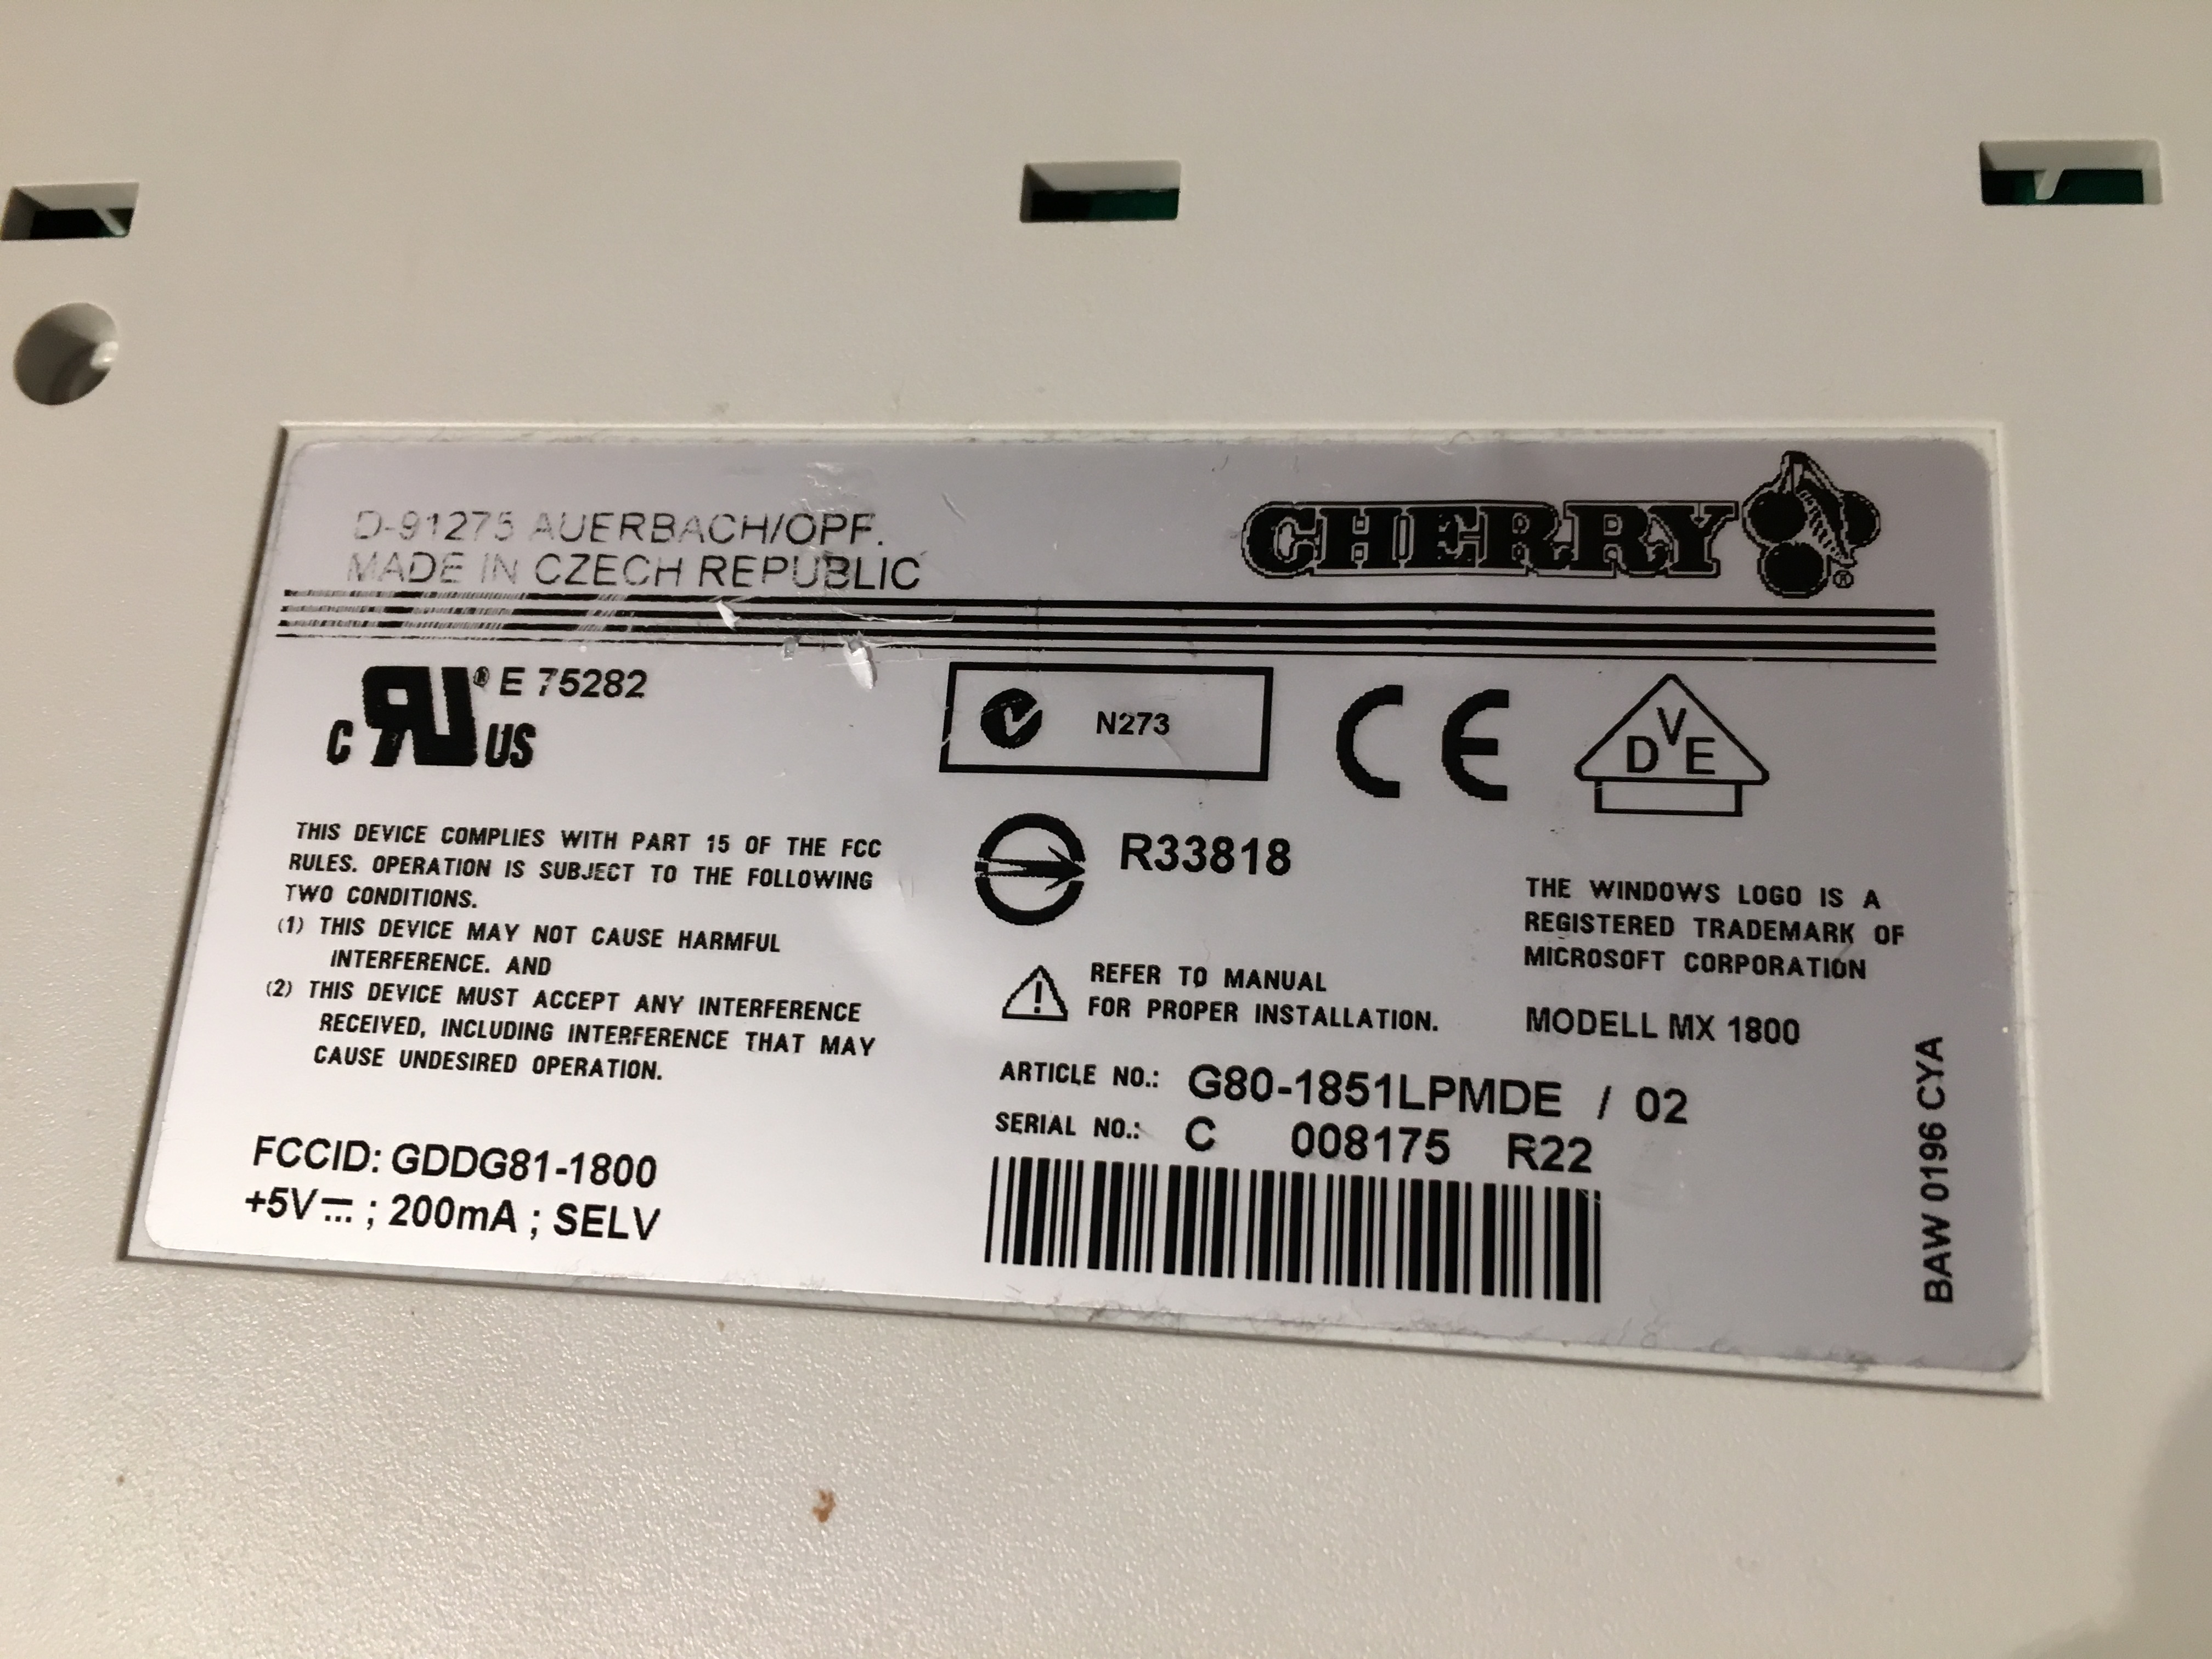 D-91275 AUERBACH/OPF.
MADE IN CZECH REPUBLIC
CHERRY ®
c RU ® US E 75282
N273
CE
DVE
R33818
THIS DEVICE COMPLIES WITH PART 15 OF THE FCC
RULES. OPERATION IS SUBJECT TO THE FOLLOWING
TWO CONDITIONS.
(1) THIS DEVICE MAY NOT CAUSE HARMFUL
INTERFERENCE. AND
(2) THIS DEVICE MUST ACCEPT ANY INTERFERENCE
RECEIVED, INCLUDING INTERFERENCE THAT MAY
CAUSE UNDESIRED OPERATION.
FCCID: GDDG81-1800
+5V⎓ ; 200mA ; SELV
REFER TO MANUAL
FOR PROPER INSTALLATION.
THE WINDOWS LOGO IS A
REGISTERED TRADEMARK OF
MICROSOFT CORPORATION
MODELL MX 1800
ARTICLE NO.: G80-1851LPMDE / 02
SERIAL NO.: C 008175 R22
BAW 0196 CYA